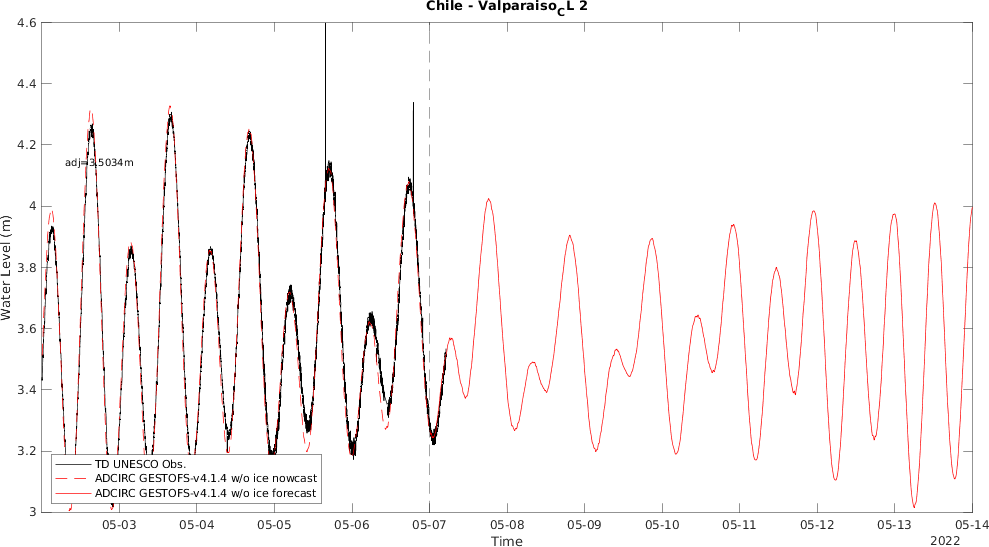 Chile - Valparaiso_CL 2
4.6
4.4
4.2
4
3.8
3.6
3.4
3.2
3
Water Level (m)
adj=3.5034m
TD UNESCO Obs.
ADCIRC GESTOFS-v4.1.4 w/o ice nowcast
ADCIRC GESTOFS-v4.1.4 w/o ice forecast
05-03 05-04 05-05 05-06 05-07 05-08 05-09 05-10 05-11 05-12 05-13 05-14
Time
2022